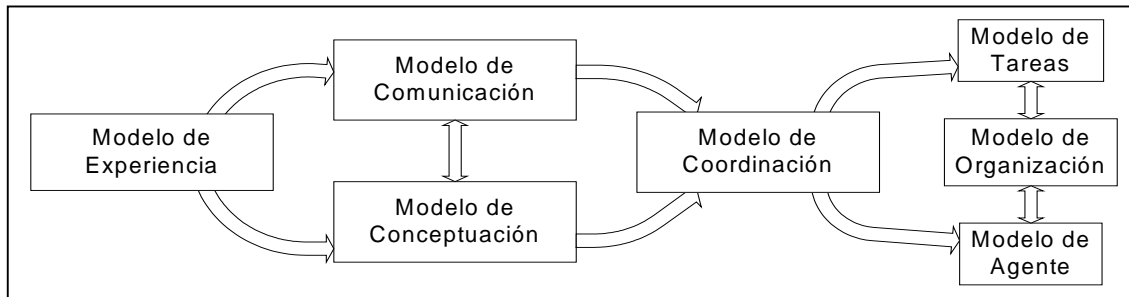 Modelo de
Experiencia
Modelo de
Comunicación
Modelo de
Conceptuación
Modelo de
Coordinación
Modelo de
Tareas
Modelo de
Organización
Modelo de
Agente